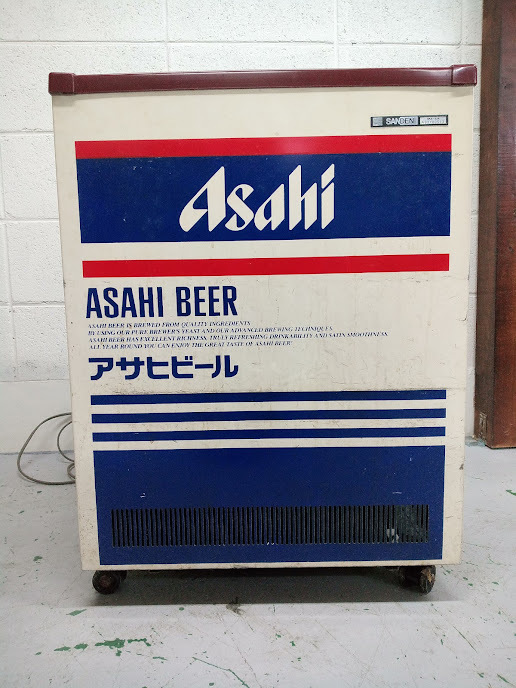 SANDEN
Asahi
ASAHI BEER
ASAHI BEER IS BREWED FROM QUALITY INGREDIENTS
BY USING OUR PURE BREWER'S YEAST AND OUR ADVANCED BREWING TECHNIQUES.
ASAHI BEER HAS EXCELLENT RICHNESS, TRULY REFRESHING DRINKABILITY AND SATIN SMOOTHNESS.
ALL YEAR ROUND YOU CAN ENJOY THE GREAT TASTE OF ASAHI BEER!
アサヒビール